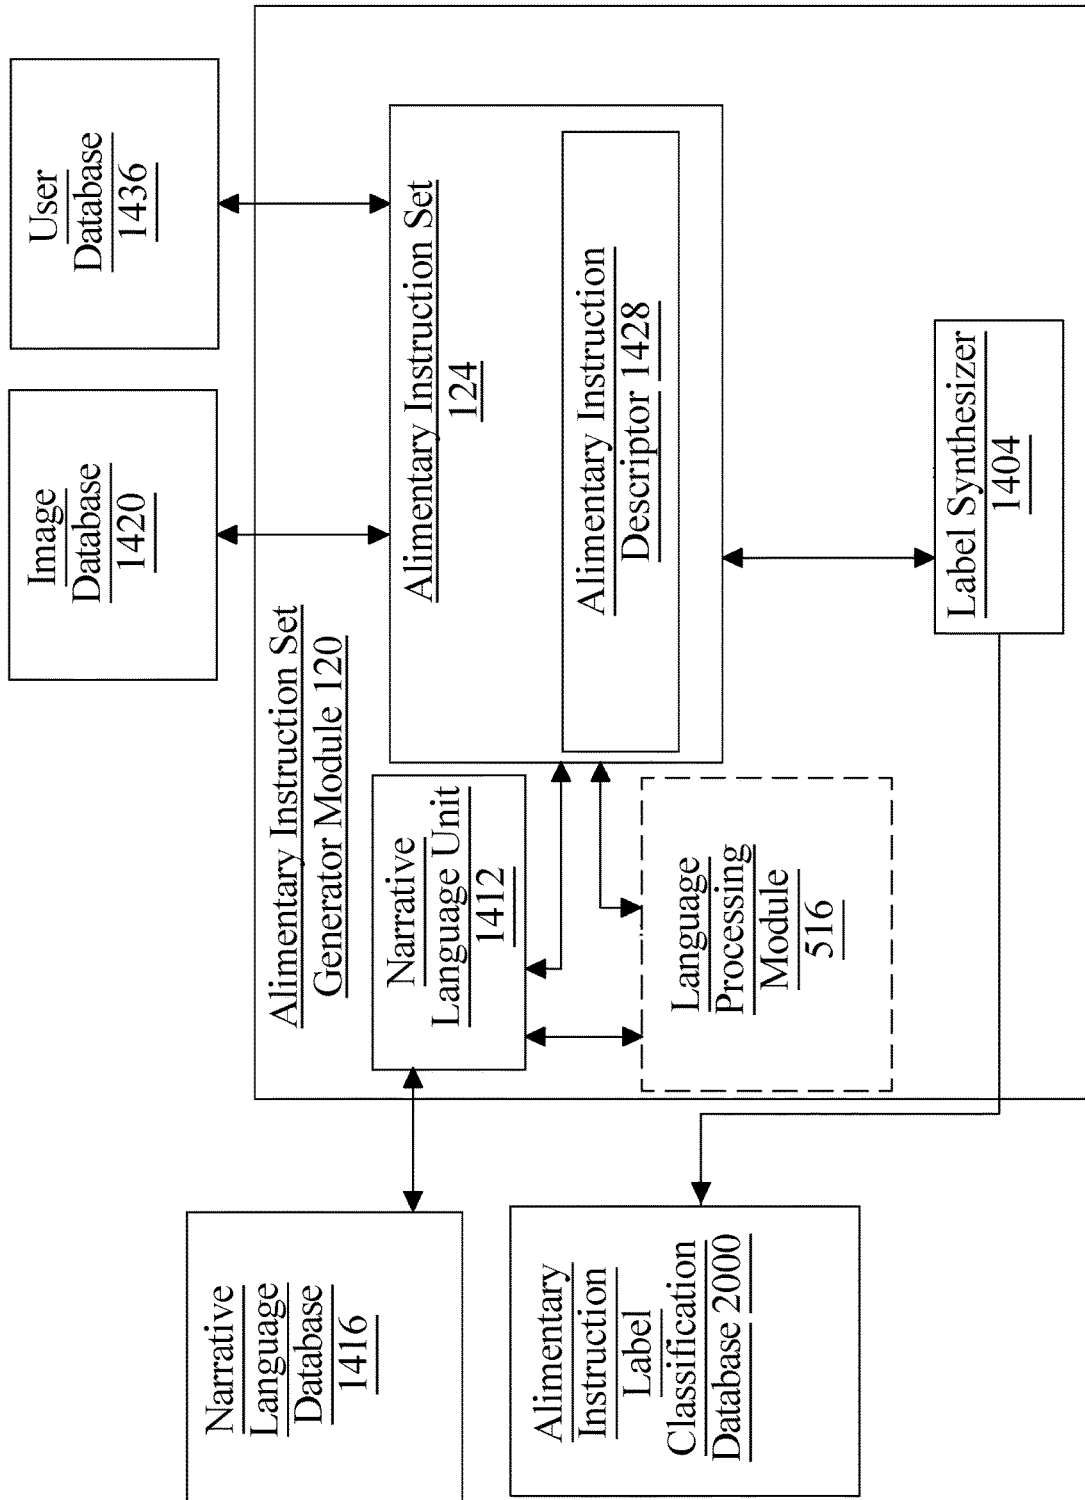 Narrative
Language
Database
1416
Alimentary
Instruction
Label
Classification
Database 2000
Alimentary Instruction Set
Generator Module 120
Narrative
Language Unit
1412
Language
Processing
Module
516
Image
Database
1420
User
Database
1436
Alimentary Instruction Set
124
Alimentary Instruction
Descriptor 1428
Label Synthesizer
1404